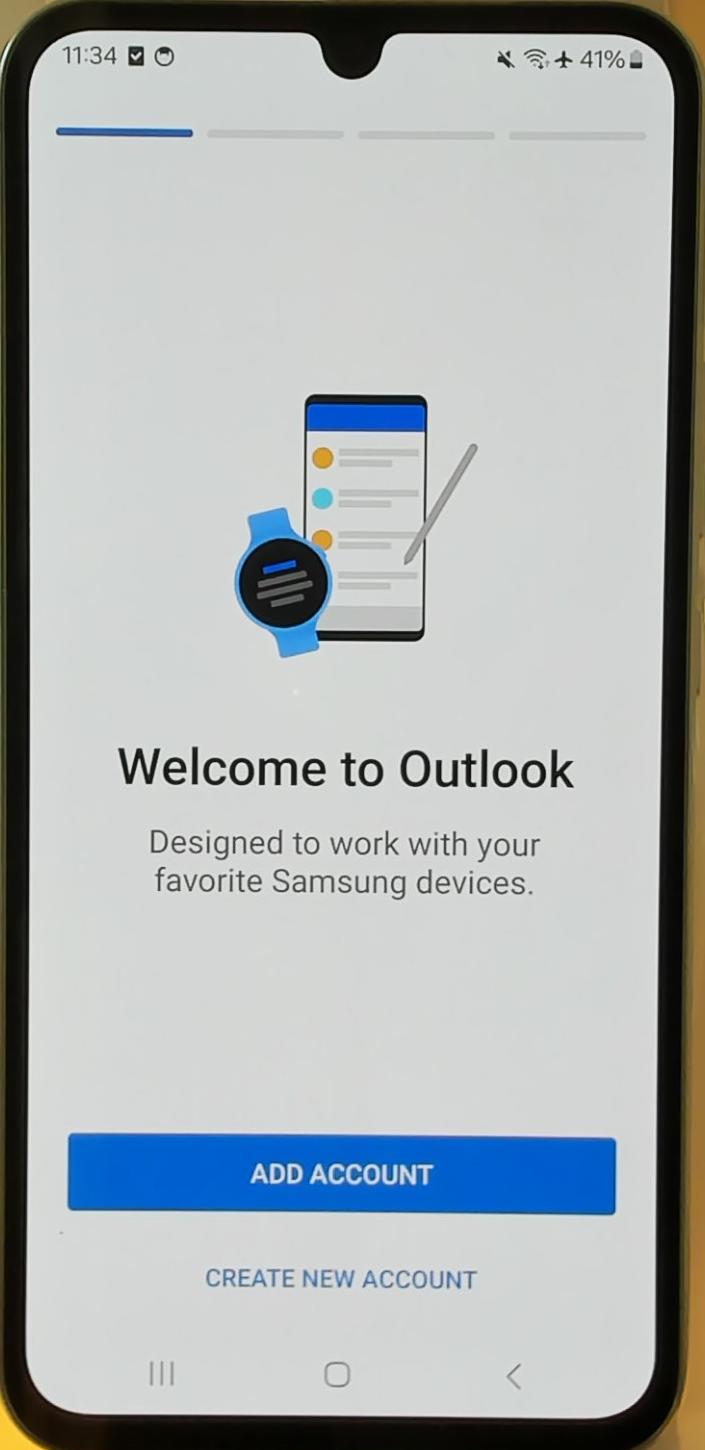 11:34 41%
Welcome to Outlook
Designed to work with your
favorite Samsung devices.
ADD ACCOUNT
CREATE NEW ACCOUNT